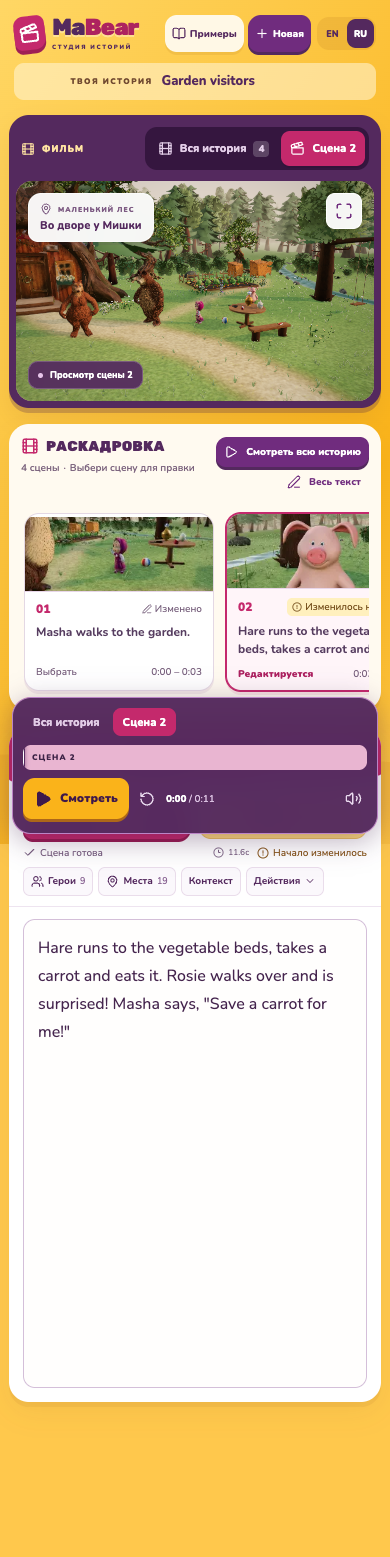 MaBear
СТУДИЯ ИСТОРИЙ
Примеры
Новая
EN
RU
ТВОЯ ИСТОРИЯ Garden visitors
ФИЛЬМ
Вся история 4
Сцена 2
МАЛЕНЬКИЙ ЛЕС
Во дворе у Мишки
Просмотр сцены 2
РАСКАДРОВКА
Смотреть всю историю
4 сцены · Выбери сцену для правки
Весь текст
01
Изменено
Masha walks to the garden.
Выбрать
0:00 – 0:03
02
Изменилось
Hare runs to the
beds, takes a carrot and
Редактируется
Вся история
Сцена 2
СЦЕНА 2
Смотреть
0:00 / 0:11
Сцена готова
11.6с
Начало изменилось
Герои 9
Места 19
Контекст
Действия
Hare runs to the vegetable beds, takes a
carrot and eats it. Rosie walks over and is
surprised! Masha says, "Save a carrot for
me!"